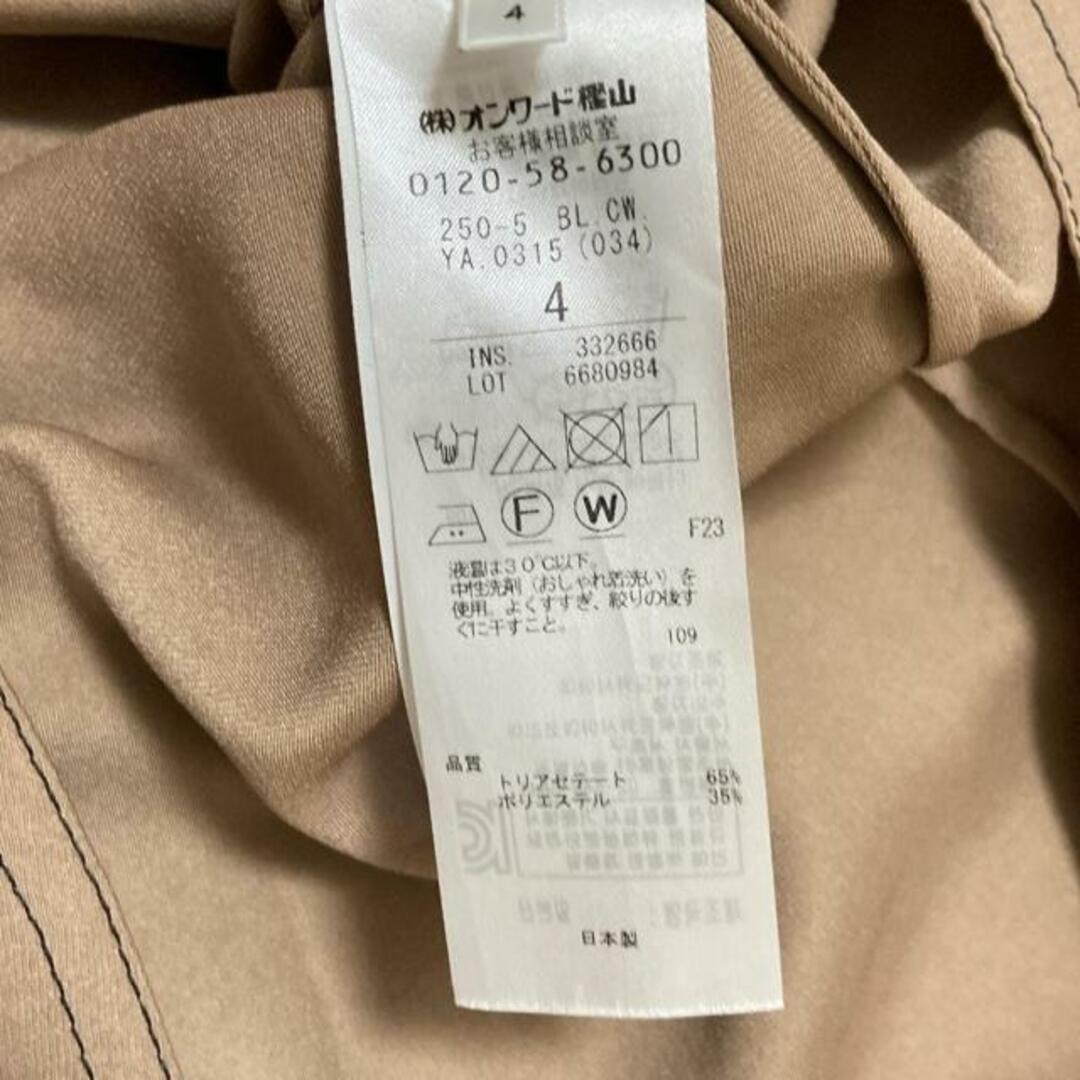 4
(株)オンワード樫山
お客様相談室
0120-58-6300
250-5 BL.CW.
YA.0315 (034)
4
INS. 332666
LOT 6680984
F W
F23
液温は30℃以下。
中性洗剤（おしゃれ着洗い）を
使用。よくすすぎ、絞りの後す
ぐに干すこと。
109
品質
トリアセテート 65%
ポリエステル 35%
日本製